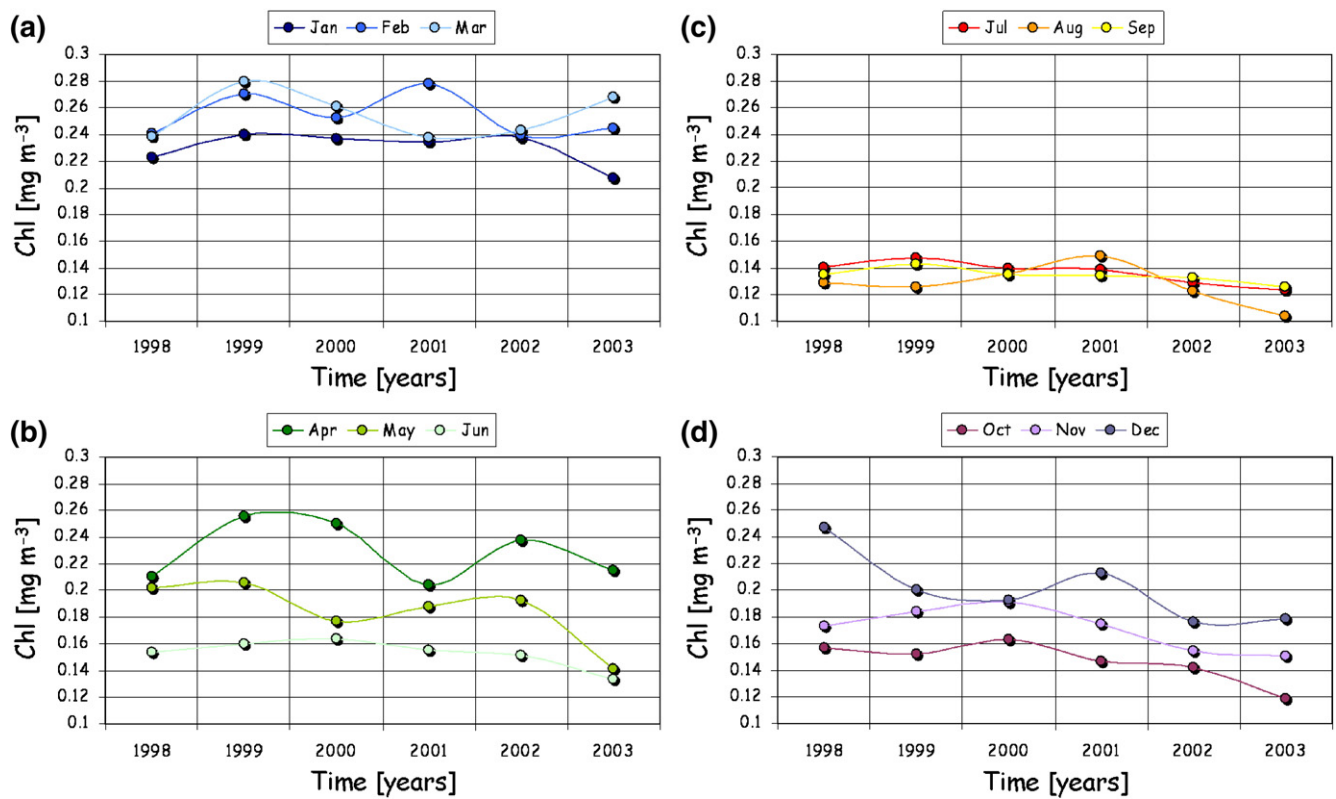 (a)
Jan Feb Mar
0.3
0.28
0.26
0.24
0.22
0.2
0.18
0.16
0.14
0.12
0.1
Chl [mg m⁻³]
1998 1999 2000 2001 2002 2003
Time [years]
(c)
Jul Aug Sep
0.3
0.28
0.26
0.24
0.22
0.2
0.18
0.16
0.14
0.12
0.1
Chl [mg m⁻³]
1998 1999 2000 2001 2002 2003
Time [years]
(b)
Apr May Jun
0.3
0.28
0.26
0.24
0.22
0.2
0.18
0.16
0.14
0.12
0.1
Chl [mg m⁻³]
1998 1999 2000 2001 2002 2003
Time [years]
(d)
Oct Nov Dec
0.3
0.28
0.26
0.24
0.22
0.2
0.18
0.16
0.14
0.12
0.1
Chl [mg m⁻³]
1998 1999 2000 2001 2002 2003
Time [years]